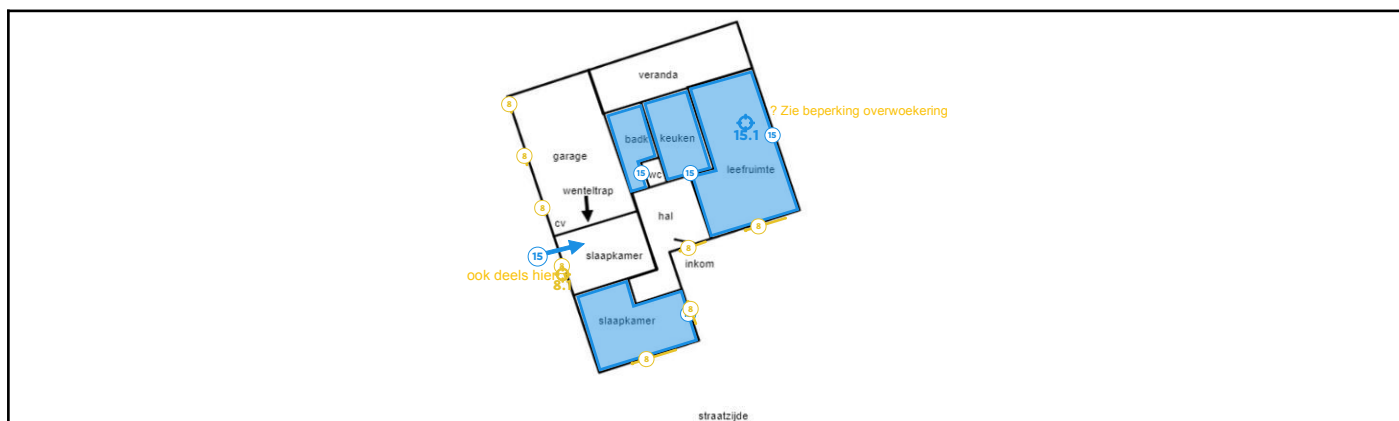 veranda
8
? Zie beperking overwoekering
15.1
15
badk
keuken
8
garage
leefruimte
15
wc
15
wenteltrap
8
hal
cv
8
8
15
slaapkamer
inkom
8
ook deels hier
8.1
8
slaapkamer
8
straatzijde